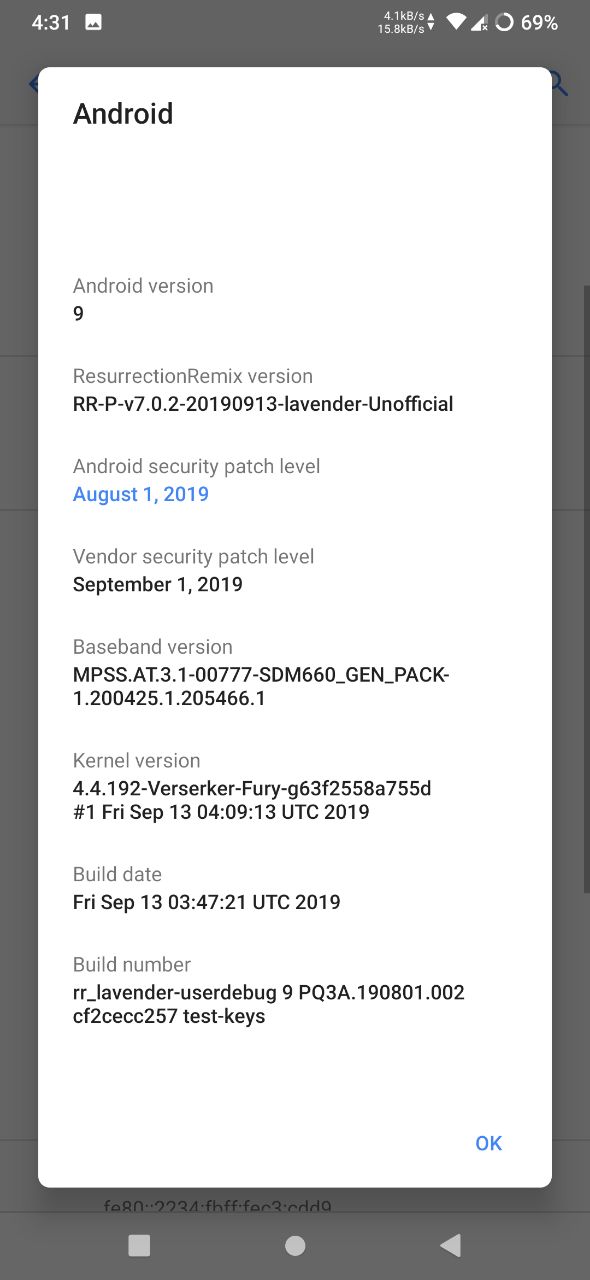 4:31
4.1kB/s
15.8kB/s
69%
Android
Android version
9
ResurrectionRemix version
RR-P-v7.0.2-20190913-lavender-Unofficial
Android security patch level
August 1, 2019
Vendor security patch level
September 1, 2019
Baseband version
MPSS.AT.3.1-00777-SDM660_GEN_PACK-
1.200425.1.205466.1
Kernel version
4.4.192-Verserker-Fury-g63f2558a755d
#1 Fri Sep 13 04:09:13 UTC 2019
Build date
Fri Sep 13 03:47:21 UTC 2019
Build number
rr_lavender-userdebug 9 PQ3A.190801.002
cf2cecc257 test-keys
OK
fe80::2234:fbff:fec3:cdd9